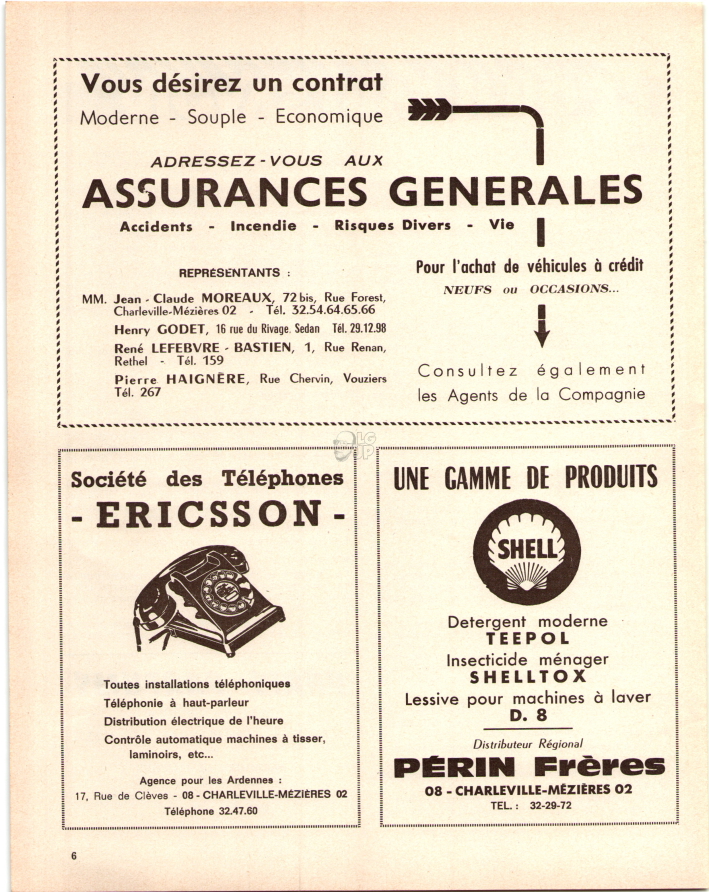 Vous désirez un contrat
Moderne - Souple - Economique
ADRESSEZ-VOUS AUX
ASSURANCES GENERALES
Accidents - Incendie - Risques Divers - Vie
REPRÉSENTANTS :
MM. Jean - Claude MOREAUX, 72 bis, Rue Forest,
Charleville-Mézières 02 - Tél. 32.54.64.65.66
Henry GODET, 16 rue du Rivage. Sedan Tél. 29.12.98
René LEFEBVRE - BASTIEN, 1, Rue Renan,
Rethel - Tél. 159
Pierre HAIGNÈRE, Rue Chervin, Vouziers
Tél. 267
Pour l'achat de véhicules à crédit
NEUFS ou OCCASIONS...
Consultez également
les Agents de la Compagnie
Société des Téléphones
- ERICSSON -
Toutes installations téléphoniques
Téléphonie à haut-parleur
Distribution électrique de l'heure
Contrôle automatique machines à tisser,
laminoirs, etc...
Agence pour les Ardennes :
17, Rue de Clèves - 08 - CHARLEVILLE-MÉZIÈRES 02
Téléphone 32.47.60
UNE GAMME DE PRODUITS
SHELL
Detergent moderne
TEEPOL
Insecticide ménager
SHELLTOX
Lessive pour machines à laver
D. 8
Distributeur Régional
PÉRIN Frères
08 - CHARLEVILLE-MÉZIÈRES 02
TEL. : 32-29-72
6